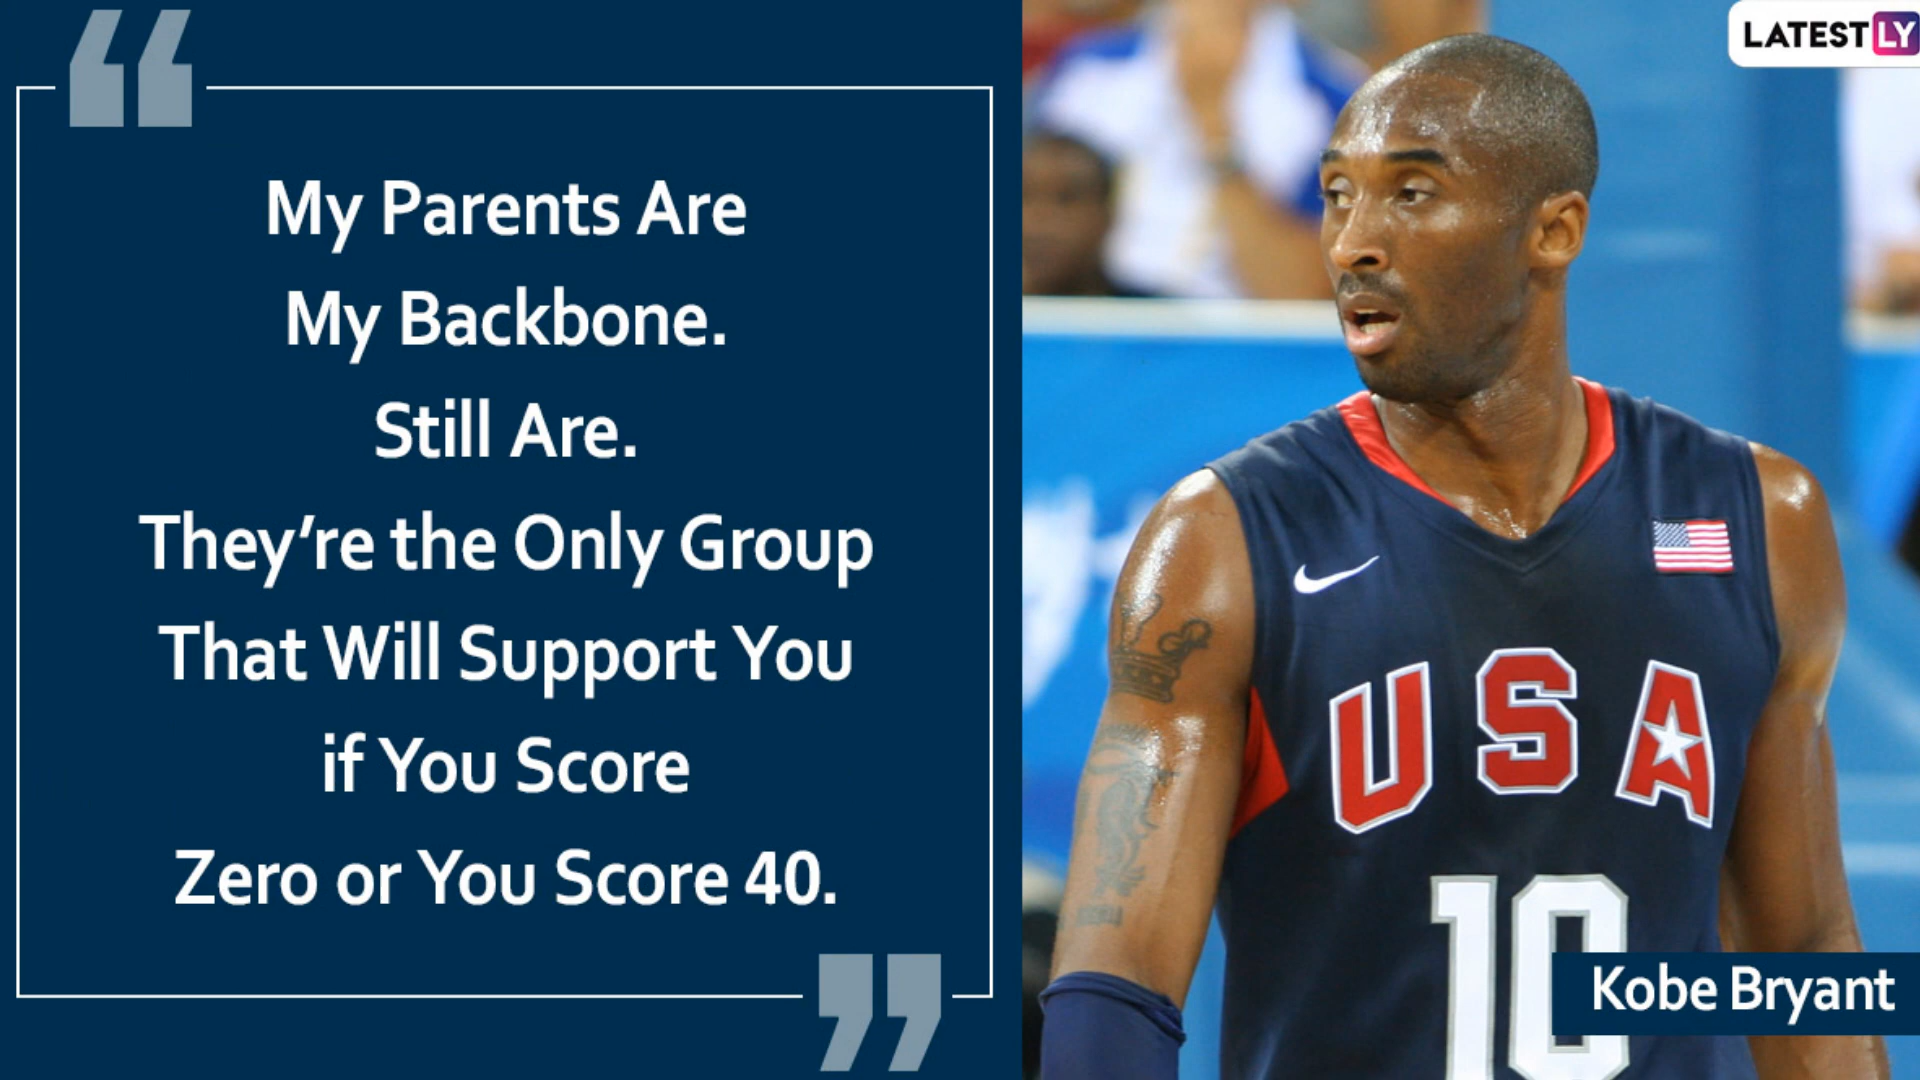 My Parents Are
My Backbone.
Still Are.
They’re the Only Group
That Will Support You
if You Score
Zero or You Score 40.
LATESTLY
USA
10
Kobe Bryant